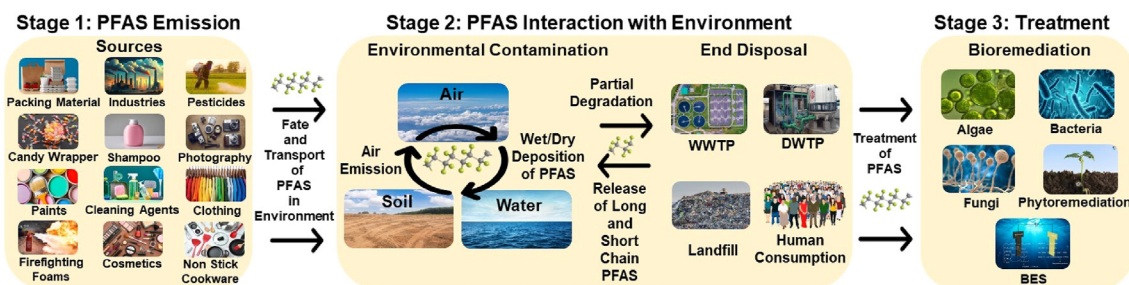 Stage 1: PFAS Emission
Sources
Packing Material
Industries
Pesticides
Candy Wrapper
Shampoo
Photography
Paints
Cleaning Agents
Clothing
Firefighting
Foams
Cosmetics
Non Stick
Cookware
Fate
and
Transport
of
PFAS
in
Environment
Stage 2: PFAS Interaction with Environment
Environmental Contamination
Air
Air
Emission
Wet/Dry
Deposition
of PFAS
Soil
Water
Partial
Degradation
Release
of Long
and
Short
Chain
PFAS
End Disposal
WWTP
DWTP
Landfill
Human
Consumption
Treatment
of
PFAS
Stage 3: Treatment
Bioremediation
Algae
Bacteria
Fungi
Phytoremediation
BES